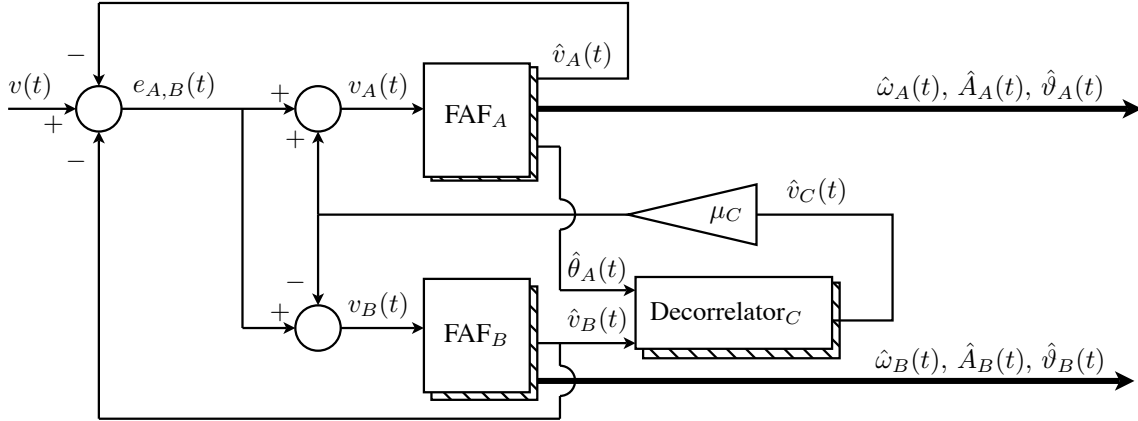 v̂_A(t)
−
v(t)
e_{A,B}(t)
+
v_A(t)
FAF_A
ω̂_A(t), Â_A(t), ϑ̂_A(t)
+
+
−
μ_C
v̂_C(t)
θ̂_A(t)
−
+
v_B(t)
FAF_B
v̂_B(t)
Decorrelator_C
ω̂_B(t), Â_B(t), ϑ̂_B(t)